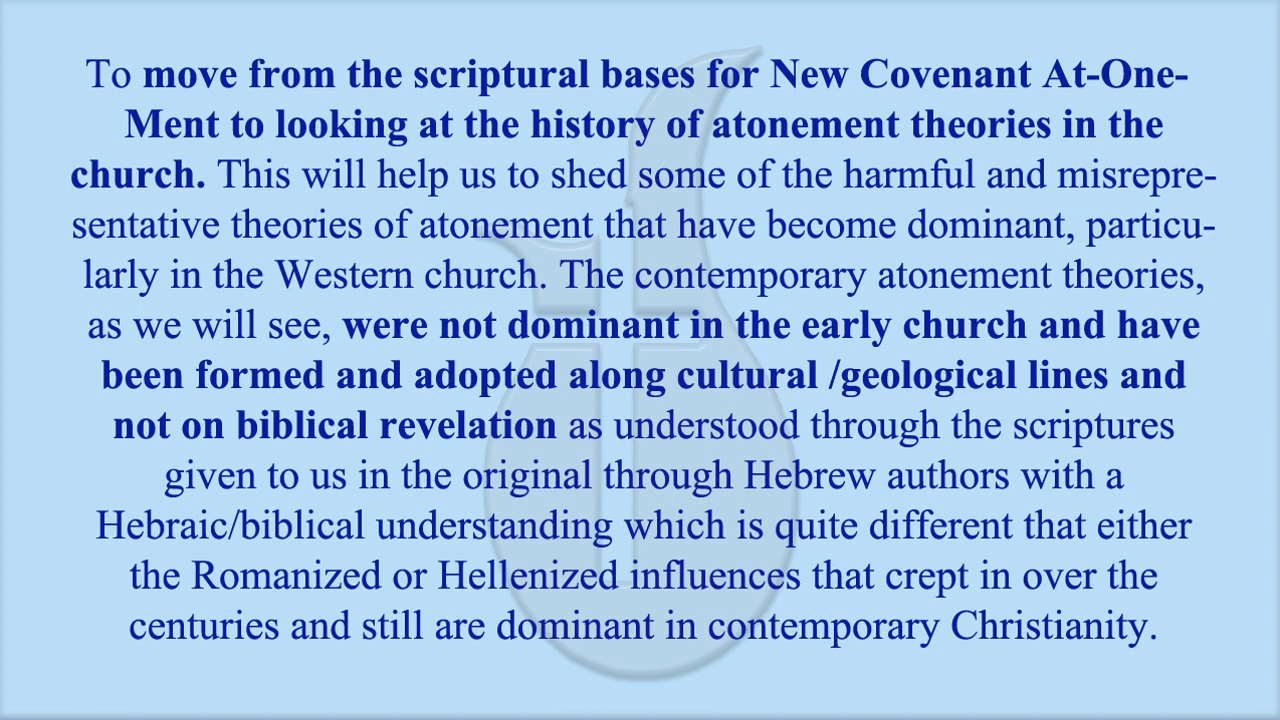 To move from the scriptural bases for New Covenant At-One-
Ment to looking at the history of atonement theories in the
church. This will help us to shed some of the harmful and misrepre-
sentative theories of atonement that have become dominant, particu-
larly in the Western church. The contemporary atonement theories,
as we will see, were not dominant in the early church and have
been formed and adopted along cultural /geological lines and
not on biblical revelation as understood through the scriptures
given to us in the original through Hebrew authors with a
Hebraic/biblical understanding which is quite different that either
the Romanized or Hellenized influences that crept in over the
centuries and still are dominant in contemporary Christianity.